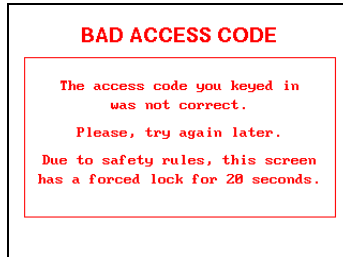 BAD ACCESS CODE
The access code you keyed in
was not correct.
Please, try again later.
Due to safety rules, this screen
has a forced lock for 20 seconds.